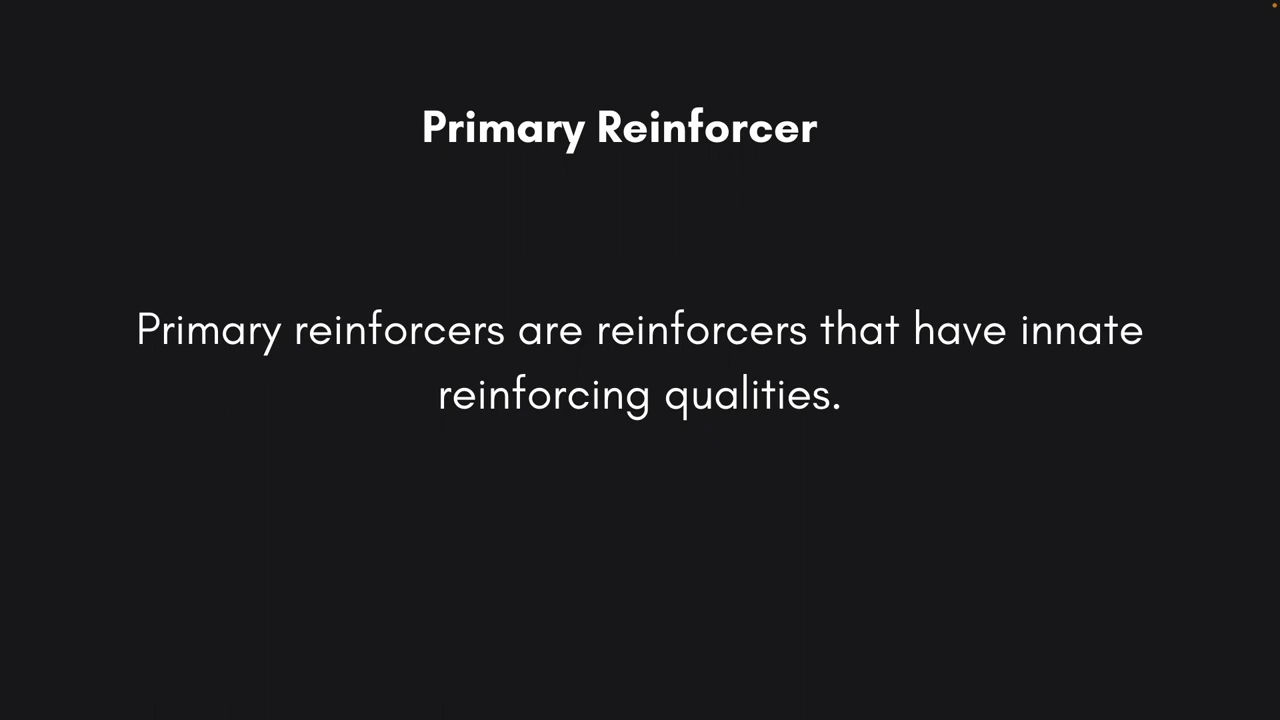 Primary Reinforcer
Primary reinforcers are reinforcers that have innate
reinforcing qualities.